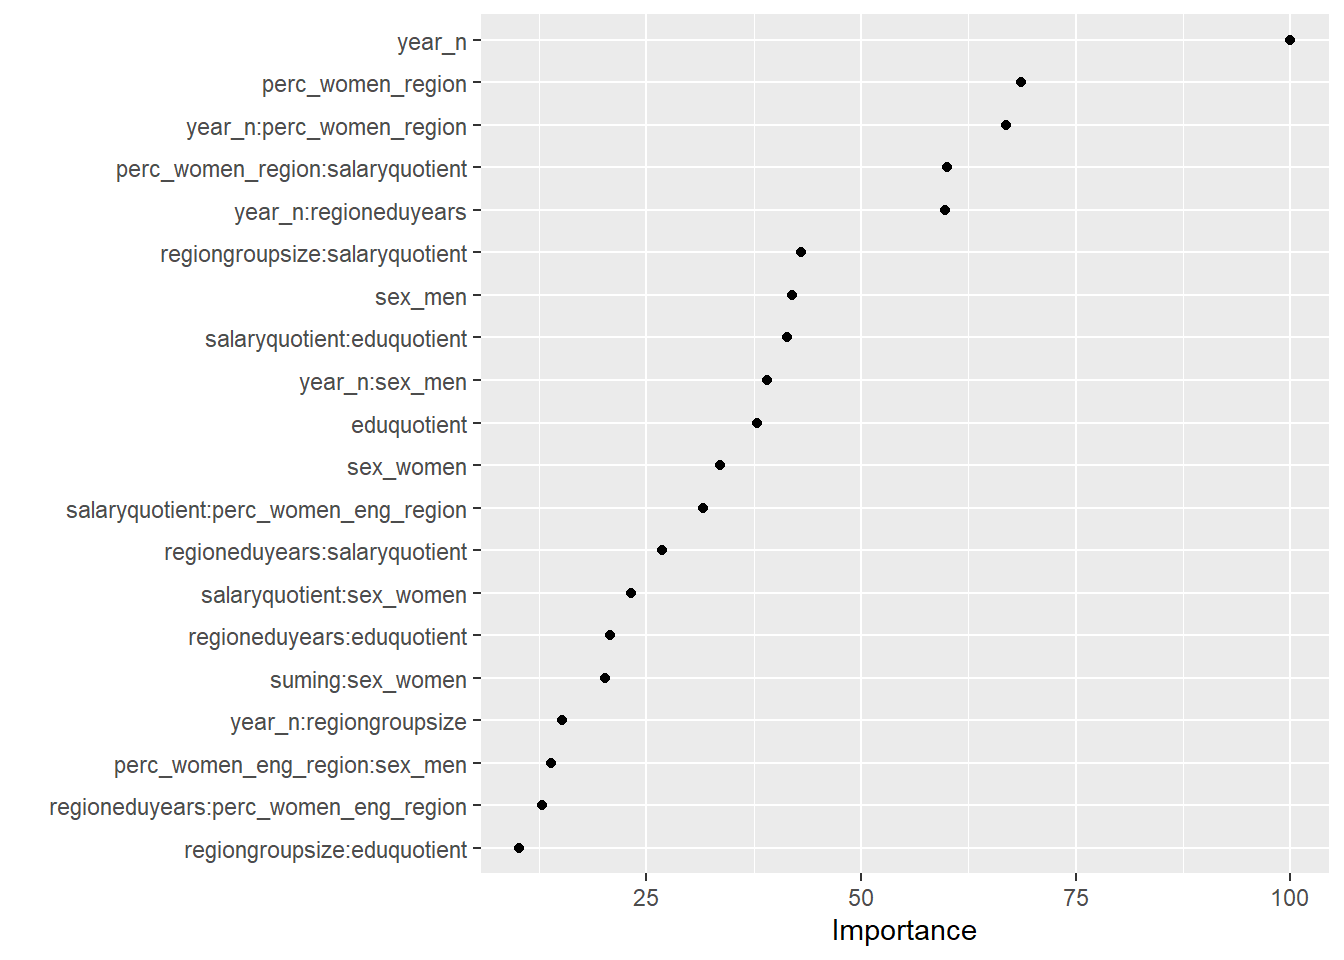 year_n
perc_women_region
year_n:perc_women_region
perc_women_region:salaryquotient
year_n:regioneduyears
regiongroupsize:salaryquotient
sex_men
salaryquotient:eduquotient
year_n:sex_men
eduquotient
sex_women
salaryquotient:perc_women_eng_region
regioneduyears:salaryquotient
salaryquotient:sex_women
regioneduyears:eduquotient
suming:sex_women
year_n:regiongroupsize
perc_women_eng_region:sex_men
regioneduyears:perc_women_eng_region
regiongroupsize:eduquotient
25 50 75 100
Importance